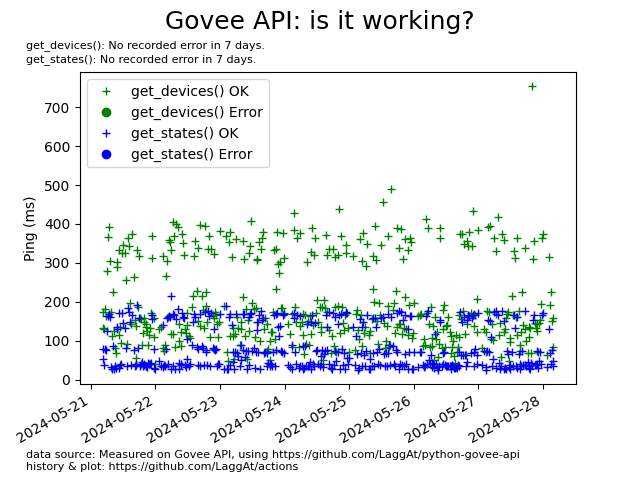 Govee API: is it working?
get_devices(): No recorded error in 7 days.
get_states(): No recorded error in 7 days.
get_devices() OK
get_devices() Error
get_states() OK
get_states() Error
Ping (ms)
700
600
500
400
300
200
100
0
2024-05-21
2024-05-22
2024-05-23
2024-05-24
2024-05-25
2024-05-26
2024-05-27
2024-05-28
data source: Measured on Govee API, using https://github.com/LaggAt/python-govee-api
history & plot: https://github.com/LaggAt/actions